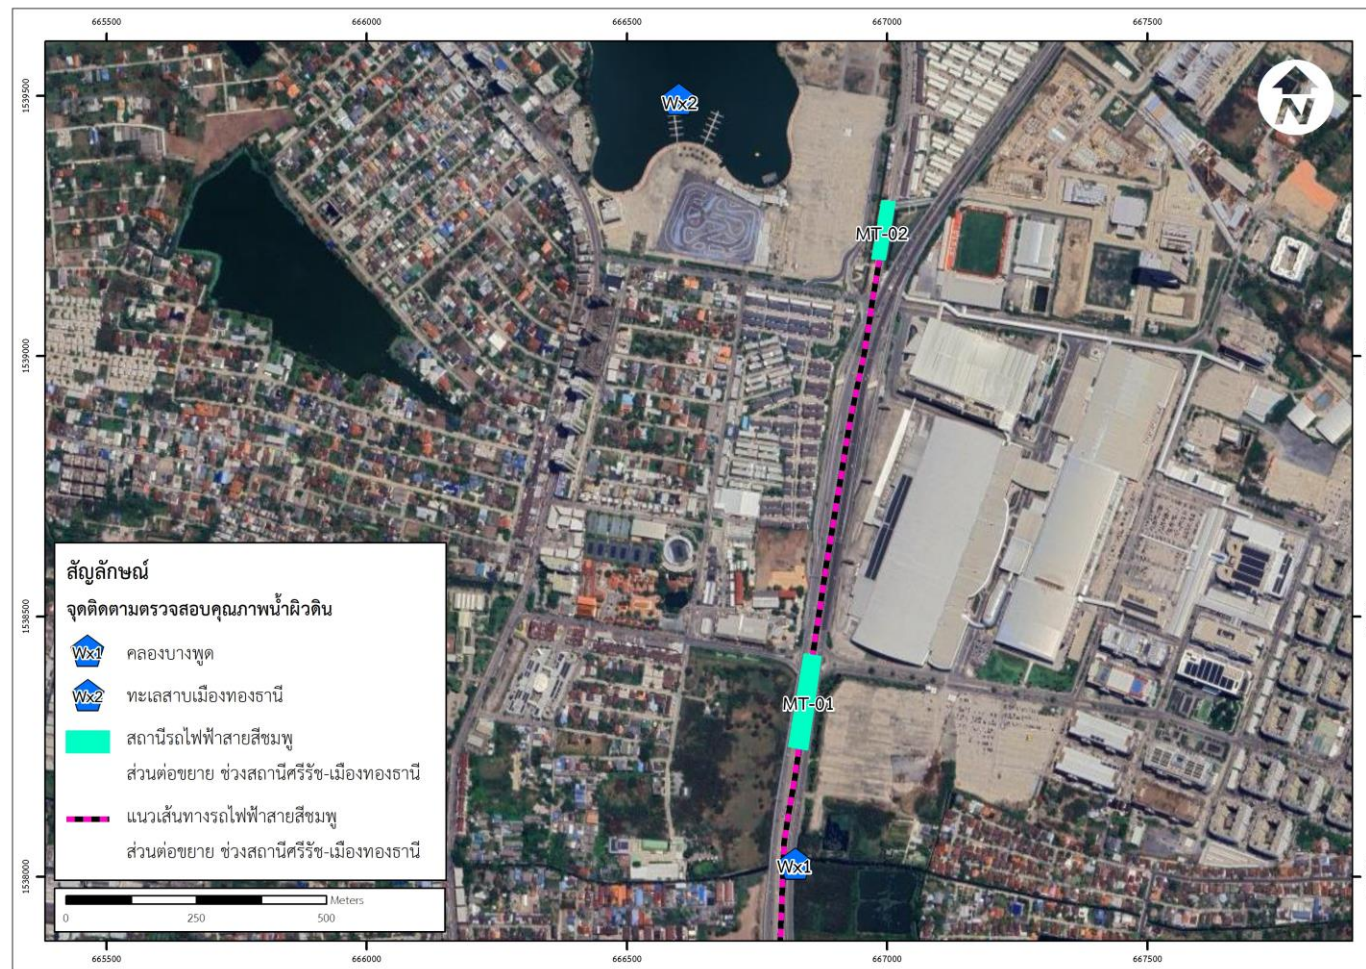 665500 666000 666500 667000 667500
1539500
1539000
1538500
1538000
N
Wx2
MT-02
MT-01
Wx1
สัญลักษณ์
จุดติดตามตรวจสอบคุณภาพน้ำผิวดิน
Wx1 คลองบางพูด
Wx2 ทะเลสาบเมืองทองธานี
สถานีรถไฟฟ้าสายสีชมพู
ส่วนต่อขยาย ช่วงสถานีศรีรัช-เมืองทองธานี
แนวเส้นทางรถไฟฟ้าสายสีชมพู
ส่วนต่อขยาย ช่วงสถานีศรีรัช-เมืองทองธานี
Meters
0 250 500
665500 666000 666500 667000 667500